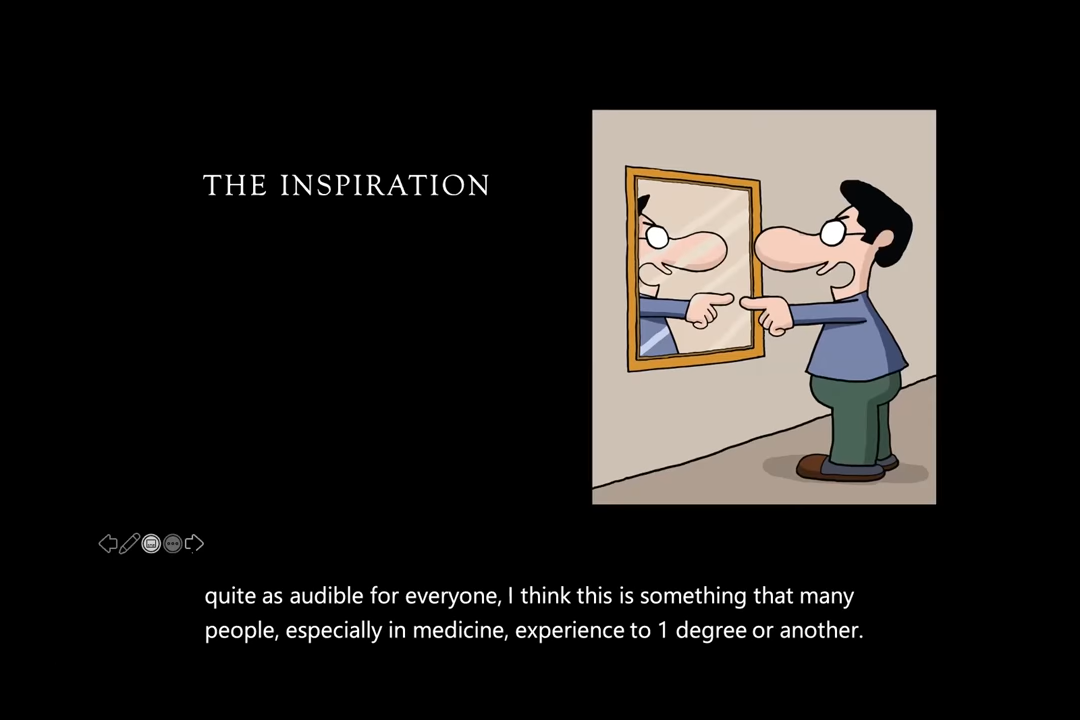 THE INSPIRATION
quite as audible for everyone, I think this is something that many
people, especially in medicine, experience to 1 degree or another.